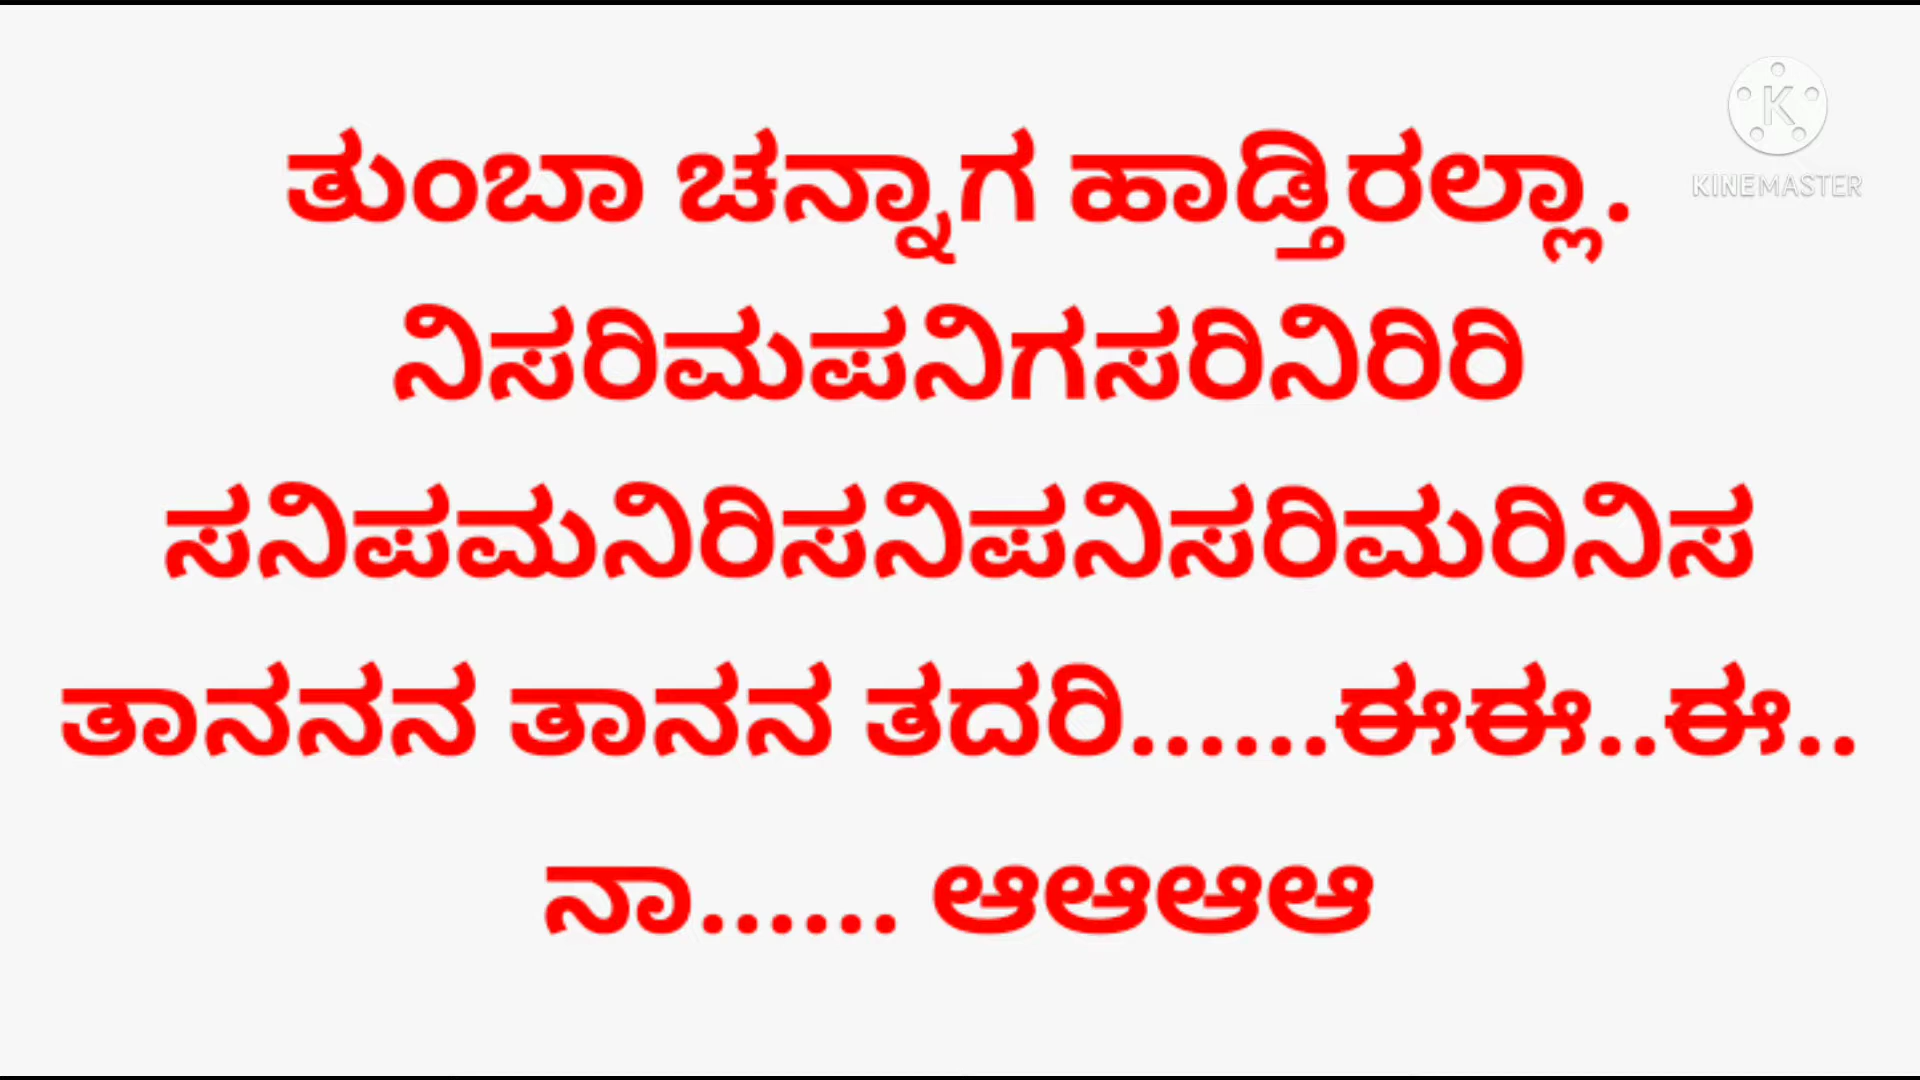 ತುಂಬಾ ಚನ್ನಾಗ ಹಾಡ್ತಿರಲ್ಲಾ.
ನಿಸರಿಮಪನಿಗಸರಿನಿರಿರಿ
ಸನಿಪಮನಿರಿಸನಿಪನಿಸರಿಮರಿನಿಸ
ತಾನನನ ತಾನನ ತದರಿ......ಈಈ..ಈ..
ನಾ...... ಆಆಆಆ
K
KINEMASTER